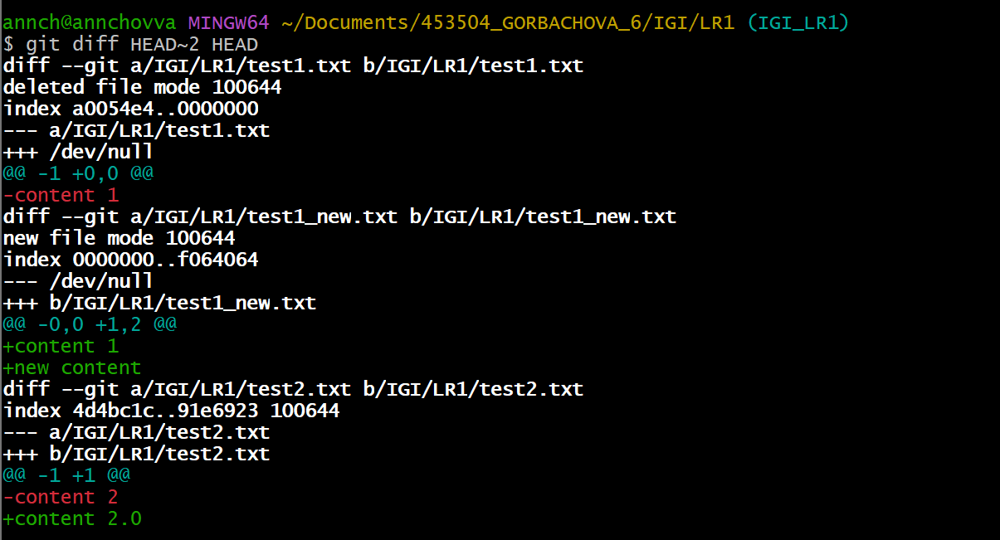 annch@annchovva MINGW64 ~/Documents/453504_GORBACHOVA_6/IGI/LR1 (IGI_LR1)
$ git diff HEAD~2 HEAD
diff --git a/IGI/LR1/test1.txt b/IGI/LR1/test1.txt
deleted file mode 100644
index a0054e4..0000000
--- a/IGI/LR1/test1.txt
+++ /dev/null
@@ -1 +0,0 @@
-content 1
diff --git a/IGI/LR1/test1_new.txt b/IGI/LR1/test1_new.txt
new file mode 100644
index 0000000..f064064
--- /dev/null
+++ b/IGI/LR1/test1_new.txt
@@ -0,0 +1,2 @@
+content 1
+new content
diff --git a/IGI/LR1/test2.txt b/IGI/LR1/test2.txt
index 4d4bc1c..91e6923 100644
--- a/IGI/LR1/test2.txt
+++ b/IGI/LR1/test2.txt
@@ -1 +1 @@
-content 2
+content 2.0